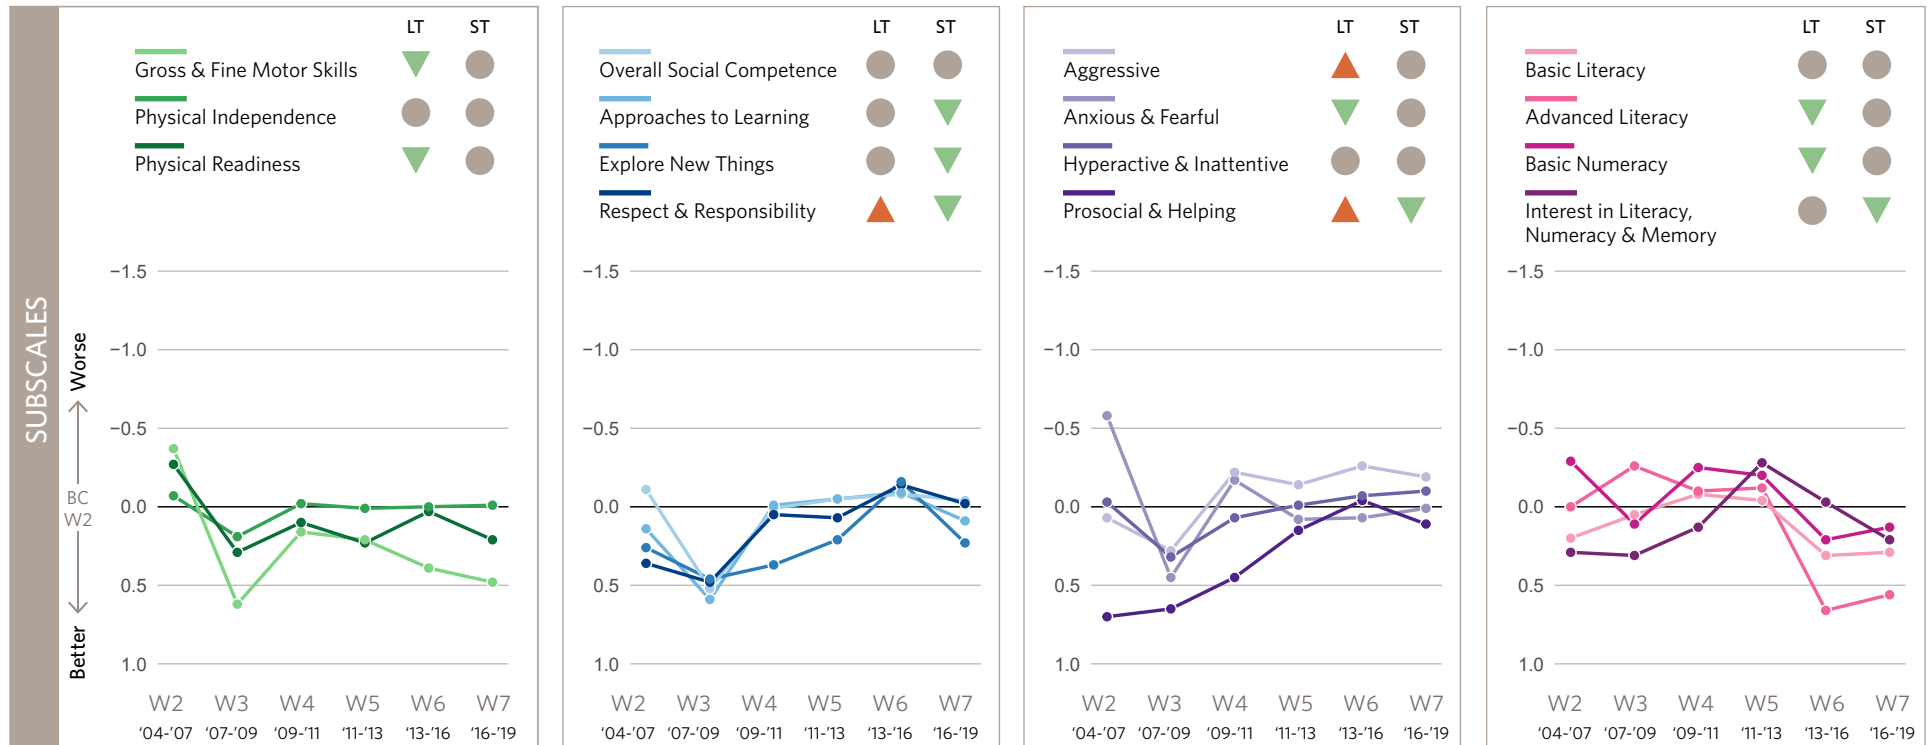 SUBSCALES
Worse
BC
W2
Better
LT ST
Gross & Fine Motor Skills
Physical Independence
Physical Readiness
−1.5
−1.0
−0.5
0.0
0.5
1.0
W2 W3 W4 W5 W6 W7
‘04-’07 ‘07-’09 ‘09-’11 ‘11-’13 ‘13-’16 ‘16-’19
LT ST
Overall Social Competence
Approaches to Learning
Explore New Things
Respect & Responsibility
−1.5
−1.0
−0.5
0.0
0.5
1.0
W2 W3 W4 W5 W6 W7
‘04-’07 ‘07-’09 ‘09-’11 ‘11-’13 ‘13-’16 ‘16-’19
LT ST
Aggressive
Anxious & Fearful
Hyperactive & Inattentive
Prosocial & Helping
−1.5
−1.0
−0.5
0.0
0.5
1.0
W2 W3 W4 W5 W6 W7
‘04-’07 ‘07-’09 ‘09-’11 ‘11-’13 ‘13-’16 ‘16-’19
LT ST
Basic Literacy
Advanced Literacy
Basic Numeracy
Interest in Literacy,
Numeracy & Memory
−1.5
−1.0
−0.5
0.0
0.5
1.0
W2 W3 W4 W5 W6 W7
‘04-’07 ‘07-’09 ‘09-’11 ‘11-’13 ‘13-’16 ‘16-’19